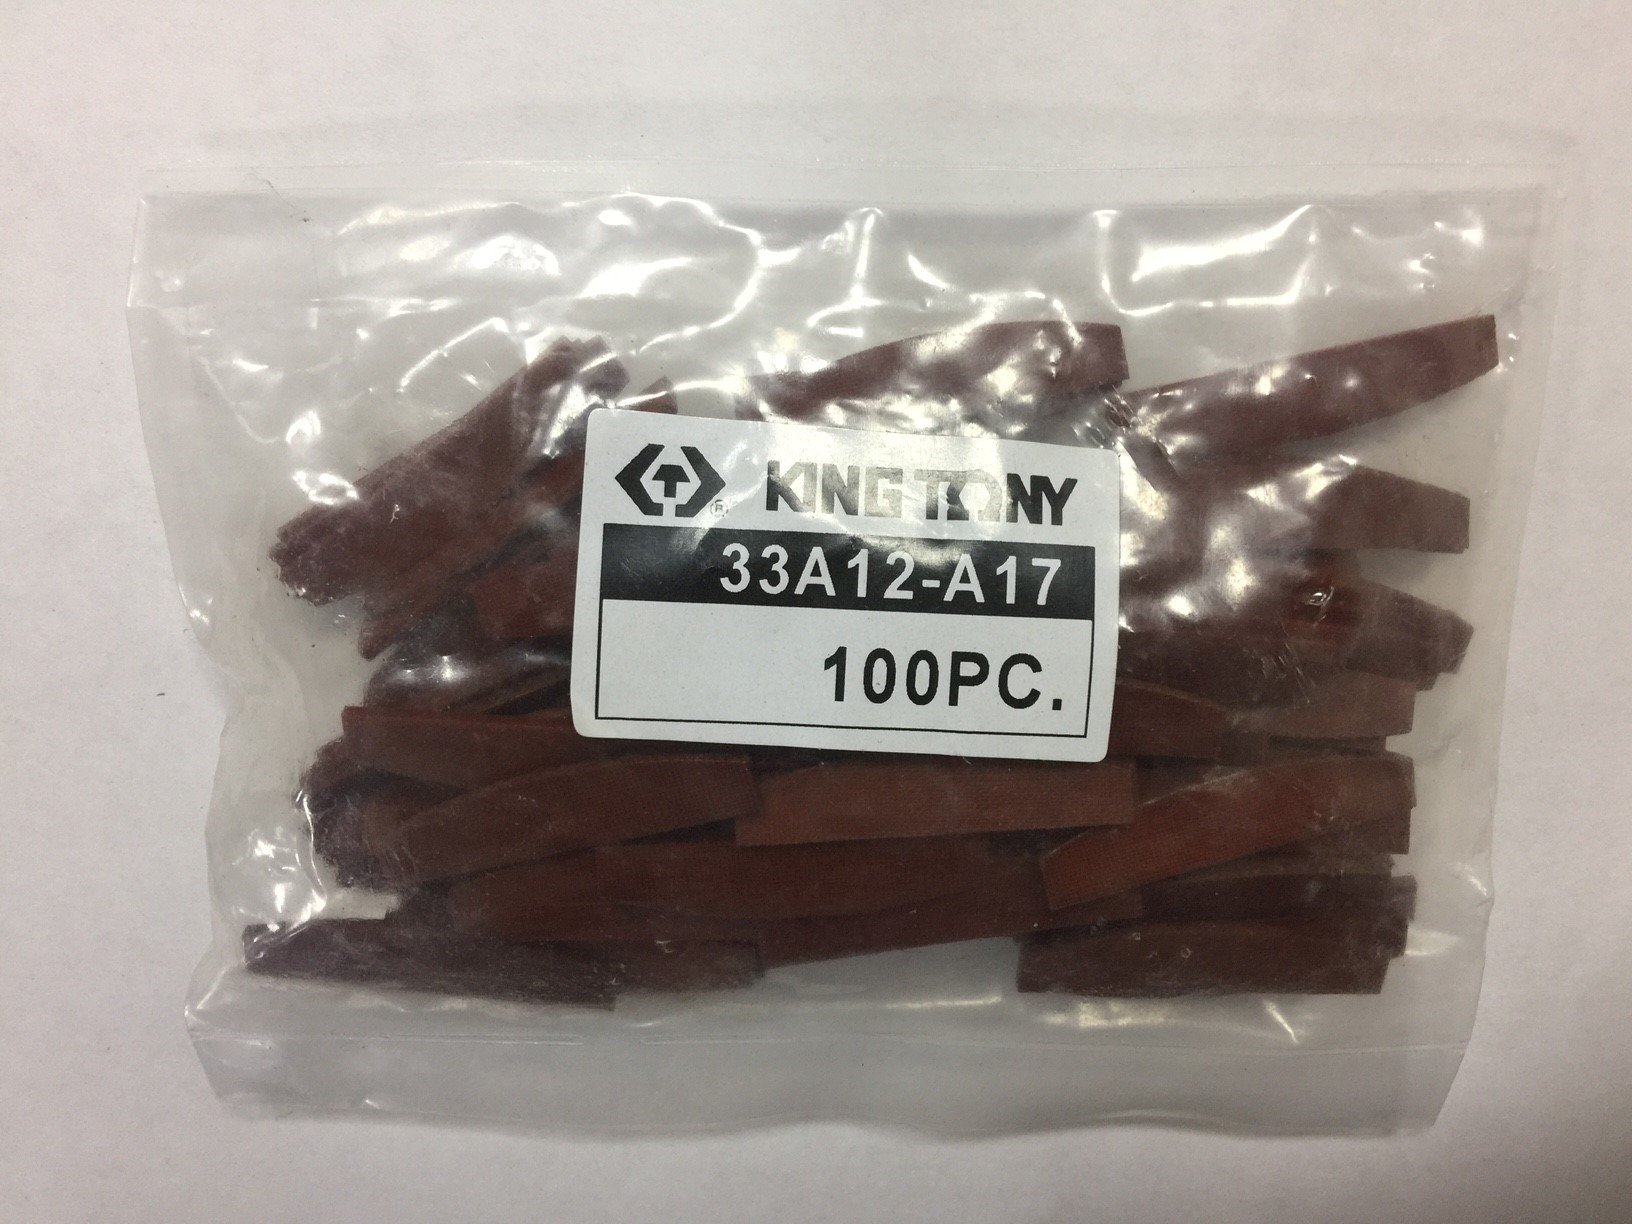 ® KING TONY
33A12-A17
100PC.